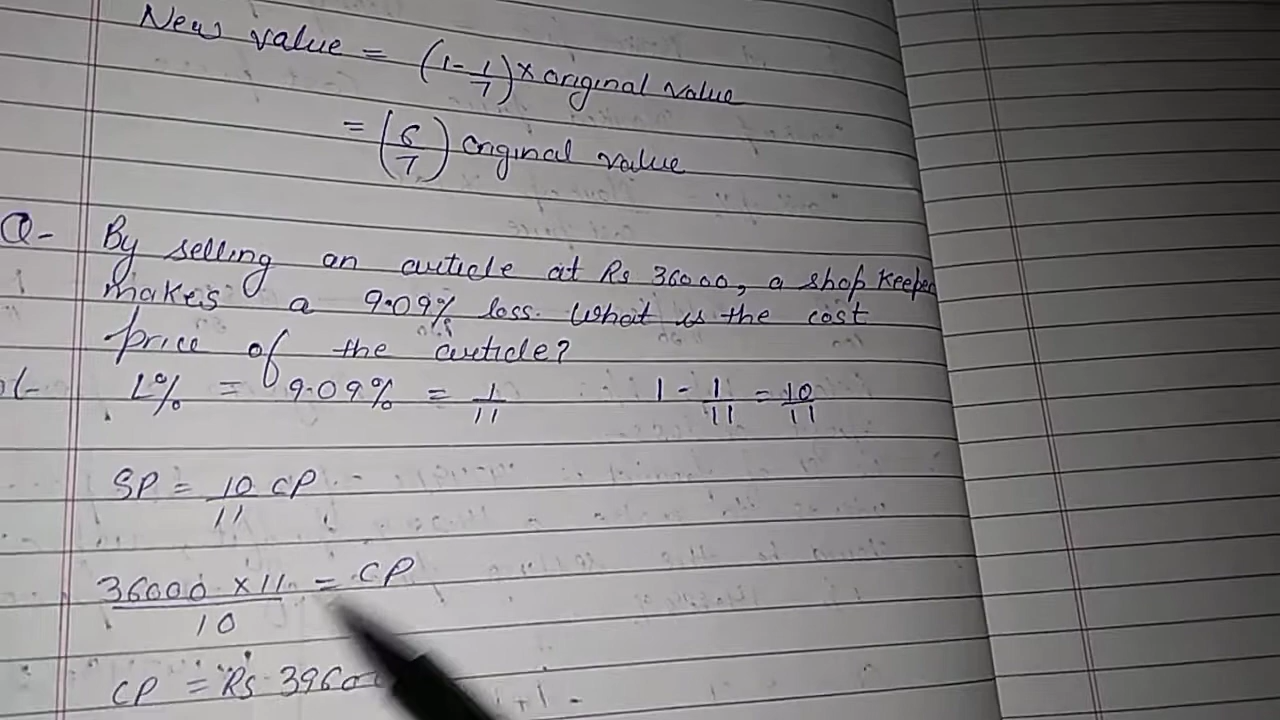 New value = (1 - 1/7) × original value
= (6/7) original value
Q- By selling an article at Rs 36000, a shop keeper
makes a 9.09% loss. What is the cost
price of the article?
L% = 9.09% = 1/11 1 - 1/11 = 10/11
SP = 10/11 CP
36000 × 11/10 = CP
CP = Rs 3960